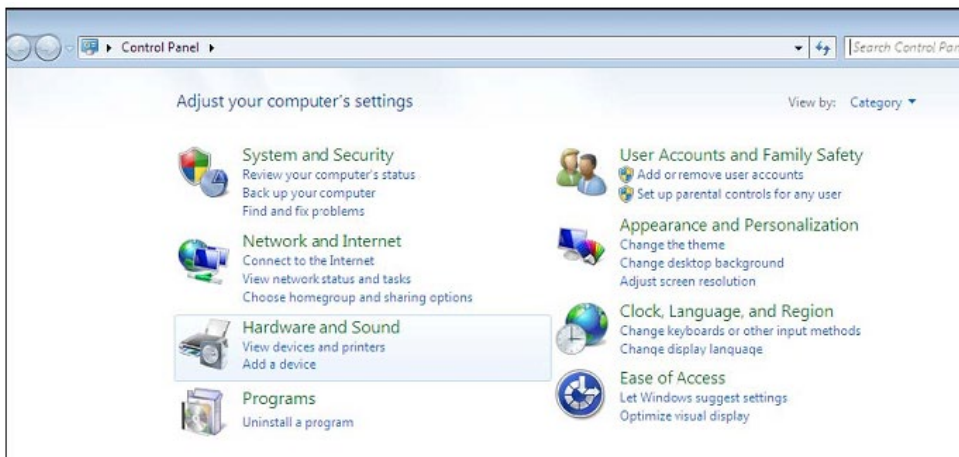 Control Panel
Search Control Pan
Adjust your computer's settings
View by: Category
System and Security
Review your computer's status
Back up your computer
Find and fix problems
Network and Internet
Connect to the Internet
View network status and tasks
Choose homegroup and sharing options
Hardware and Sound
View devices and printers
Add a device
Programs
Uninstall a program
User Accounts and Family Safety
Add or remove user accounts
Set up parental controls for any user
Appearance and Personalization
Change the theme
Change desktop background
Adjust screen resolution
Clock, Language, and Region
Change keyboards or other input methods
Change display language
Ease of Access
Let Windows suggest settings
Optimize visual display